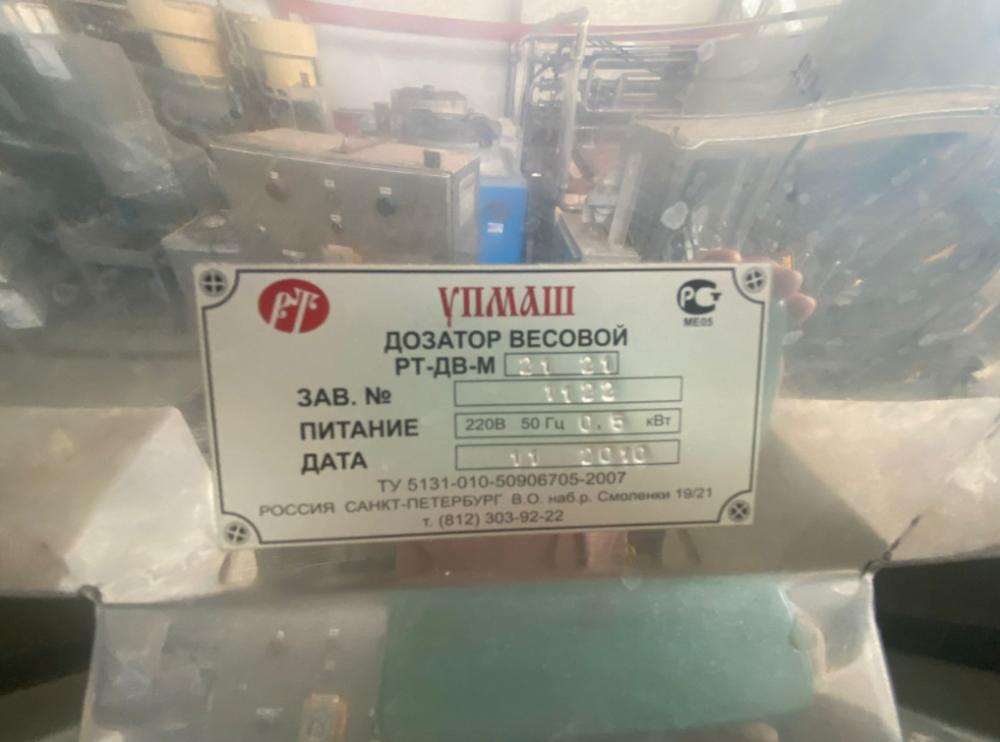 РТ УПМАШ РСТ
МЕ05
ДОЗАТОР ВЕСОВОЙ
РТ-ДВ-М 21 21
ЗАВ. № 1122
ПИТАНИЕ 220В 50 Гц 0.5 кВт
ДАТА 11 2010
ТУ 5131-010-50906705-2007
РОССИЯ САНКТ-ПЕТЕРБУРГ В.О. наб.р. Смоленки 19/21
т. (812) 303-92-22